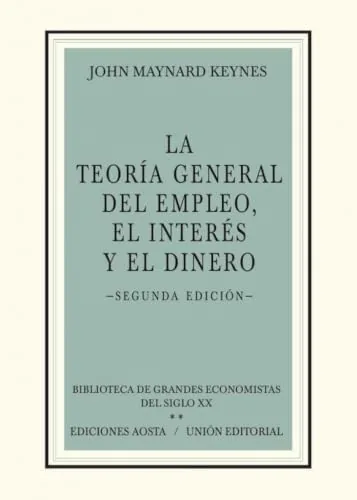 JOHN MAYNARD KEYNES
LA
TEORÍA GENERAL
DEL EMPLEO,
EL INTERÉS
Y EL DINERO
–SEGUNDA EDICIÓN–
BIBLIOTECA DE GRANDES ECONOMISTAS
DEL SIGLO XX
* *
EDICIONES AOSTA / UNIÓN EDITORIAL